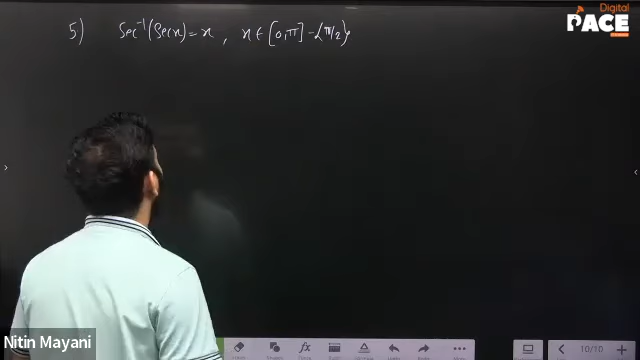 Digital
PACE
5) Sec⁻¹(Sec x) = x , x ∈ [0, π] - {π/2}
Nitin Mayani
10/10